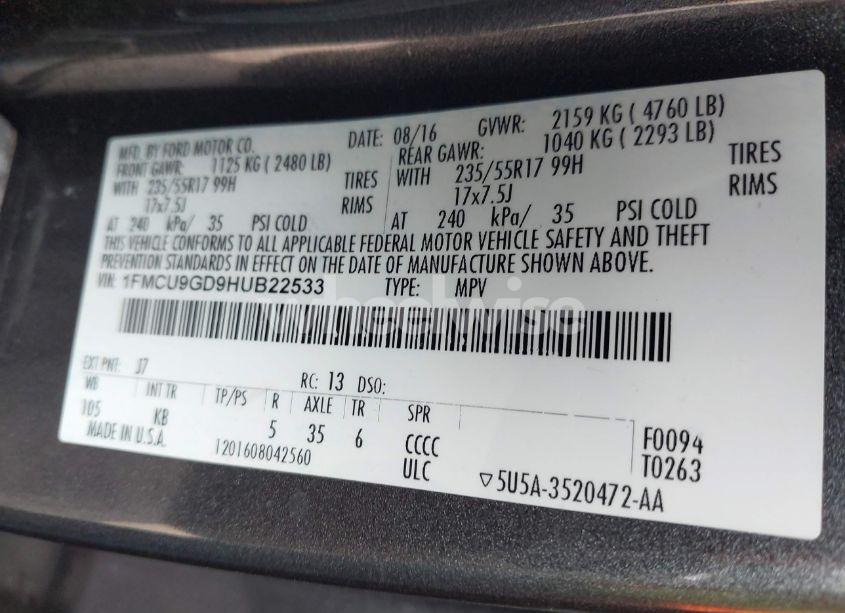 MFD. BY FORD MOTOR CO. DATE: 08/16 GVWR: 2159 KG ( 4760 LB)
FRONT GAWR: 1125 KG ( 2480 LB) REAR GAWR: 1040 KG ( 2293 LB)
WITH 235/55R17 99H TIRES WITH 235/55R17 99H TIRES
17x7.5J RIMS 17x7.5J RIMS
AT 240 kPa/ 35 PSI COLD AT 240 kPa/ 35 PSI COLD
THIS VEHICLE CONFORMS TO ALL APPLICABLE FEDERAL MOTOR VEHICLE SAFETY AND THEFT
PREVENTION STANDARDS IN EFFECT ON THE DATE OF MANUFACTURE SHOWN ABOVE.
VIN: 1FMCU9GD9HUB22533 TYPE: MPV
wheelwise
EXT PNT: J7 RC: 13 DSO:
WB INT TR TP/PS R AXLE TR SPR
105 KB 5 35 6 CCCC F0094
MADE IN U.S.A. 1201608042560 ULC T0263
▽5U5A-3520472-AA